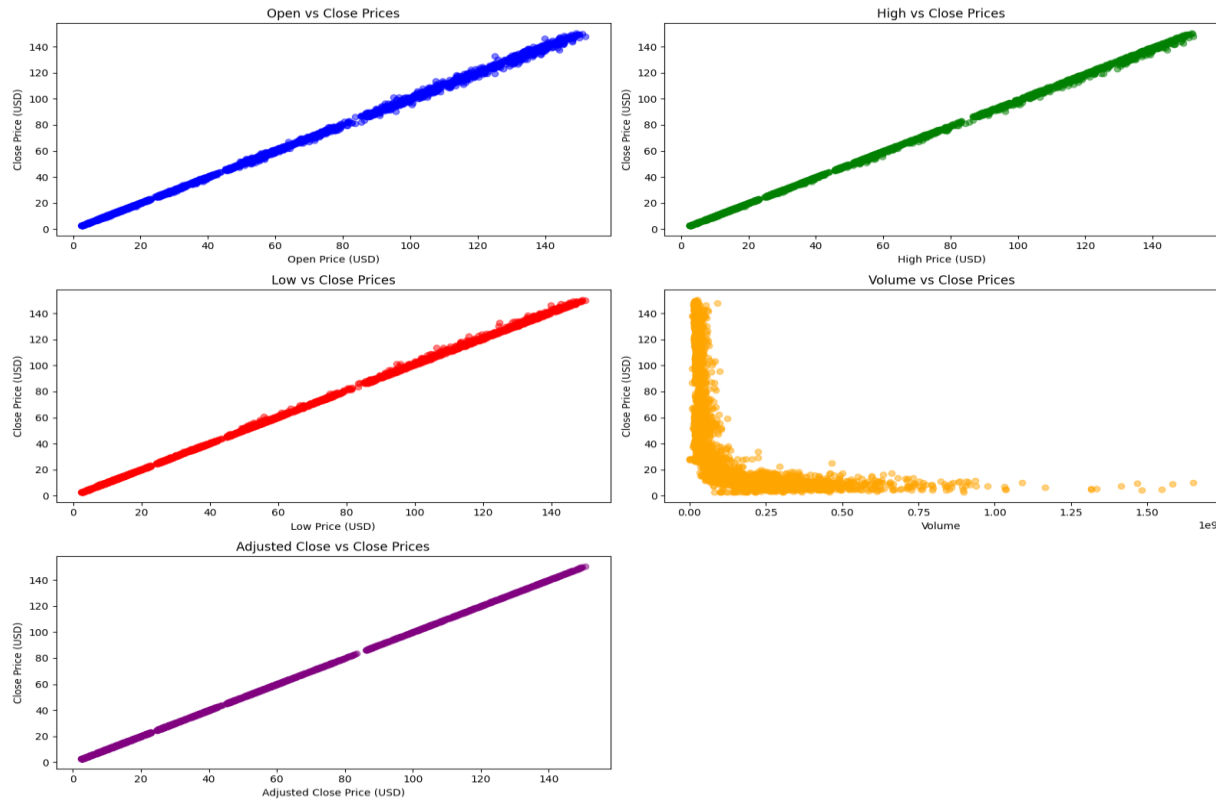 Open vs Close Prices
Close Price (USD)
140
120
100
80
60
40
20
0
0 20 40 60 80 100 120 140
Open Price (USD)
High vs Close Prices
Close Price (USD)
140
120
100
80
60
40
20
0
0 20 40 60 80 100 120 140
High Price (USD)
Low vs Close Prices
Close Price (USD)
140
120
100
80
60
40
20
0
0 20 40 60 80 100 120 140
Low Price (USD)
Volume vs Close Prices
Close Price (USD)
140
120
100
80
60
40
20
0
0.00 0.25 0.50 0.75 1.00 1.25 1.50
Volume
1e9
Adjusted Close vs Close Prices
Close Price (USD)
140
120
100
80
60
40
20
0
0 20 40 60 80 100 120 140
Adjusted Close Price (USD)